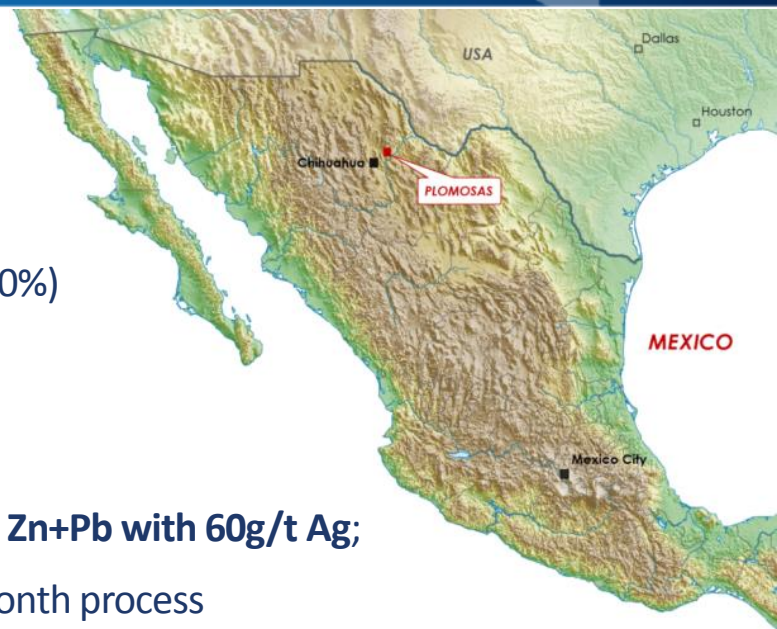 USA
Dallas
Houston
Chihuahua
PLOMOSAS
0%)
MEXICO
Mexico City
Zn+Pb with 60g/t Ag;
onth process